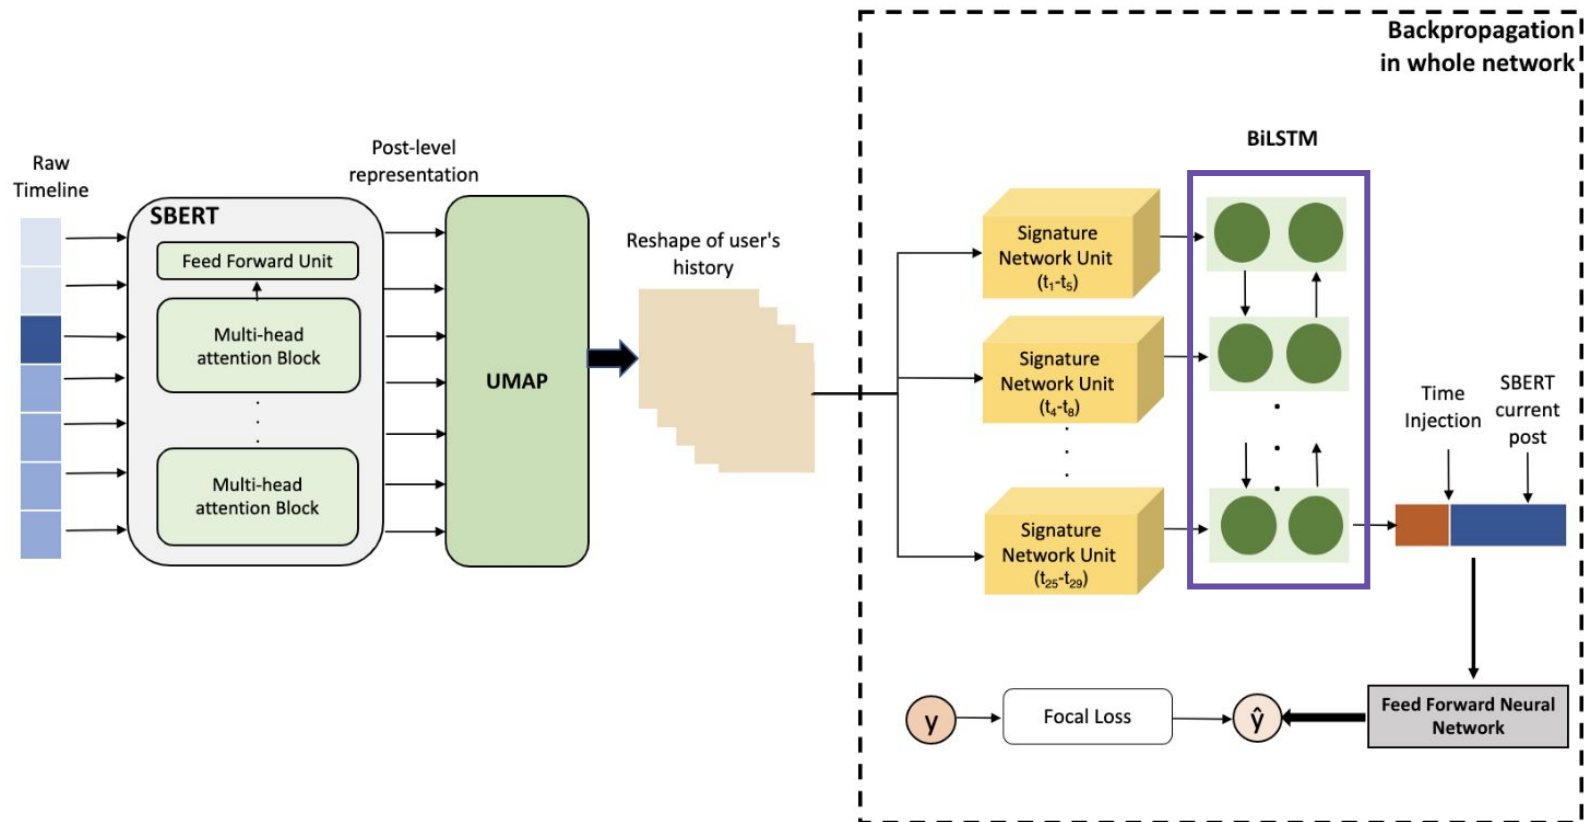 Backpropagation
in whole network
BiLSTM
Raw
Timeline
Post-level
representation
SBERT
Feed Forward Unit
Multi-head
attention Block
.
.
.
Multi-head
attention Block
UMAP
Reshape of user's
history
Signature
Network Unit
(t₁-t₅)
Signature
Network Unit
(t₄-t₈)
.
.
.
Signature
Network Unit
(t₂₅-t₂₉)
Time
Injection
SBERT
current
post
y
Focal Loss
ŷ
Feed Forward Neural
Network